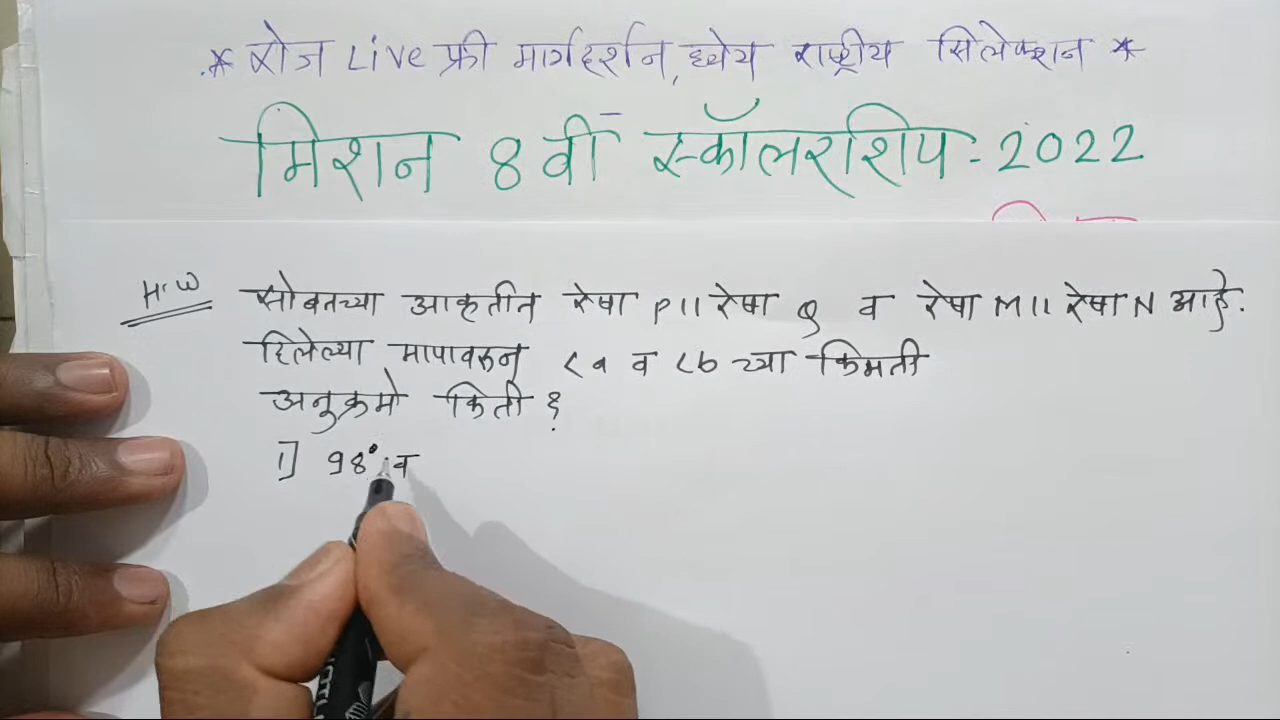 * रोज Live फ्री मार्गदर्शन, ध्येय राष्ट्रीय सिलेक्शन *
मिशन 8 वी स्कॉलरशिप - 2022
H.W सोबतच्या आकृतीत रेषा P || रेषा Q व रेषा M || रेषा N आहे.
दिलेल्या मापावरून <a व <b च्या किमती
अनुक्रमे किती ?
1] 98° व